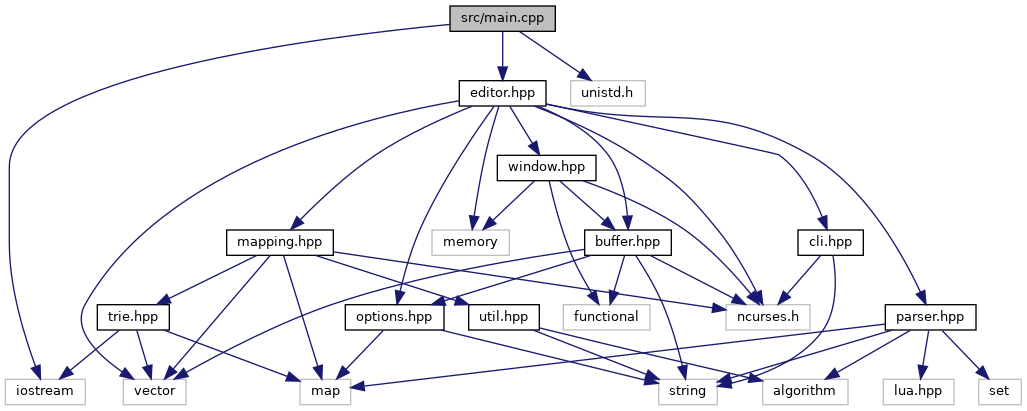 src/main.cpp
editor.hpp
unistd.h
window.hpp
mapping.hpp
memory
buffer.hpp
cli.hpp
trie.hpp
options.hpp
util.hpp
functional
ncurses.h
parser.hpp
iostream
vector
map
string
algorithm
lua.hpp
set